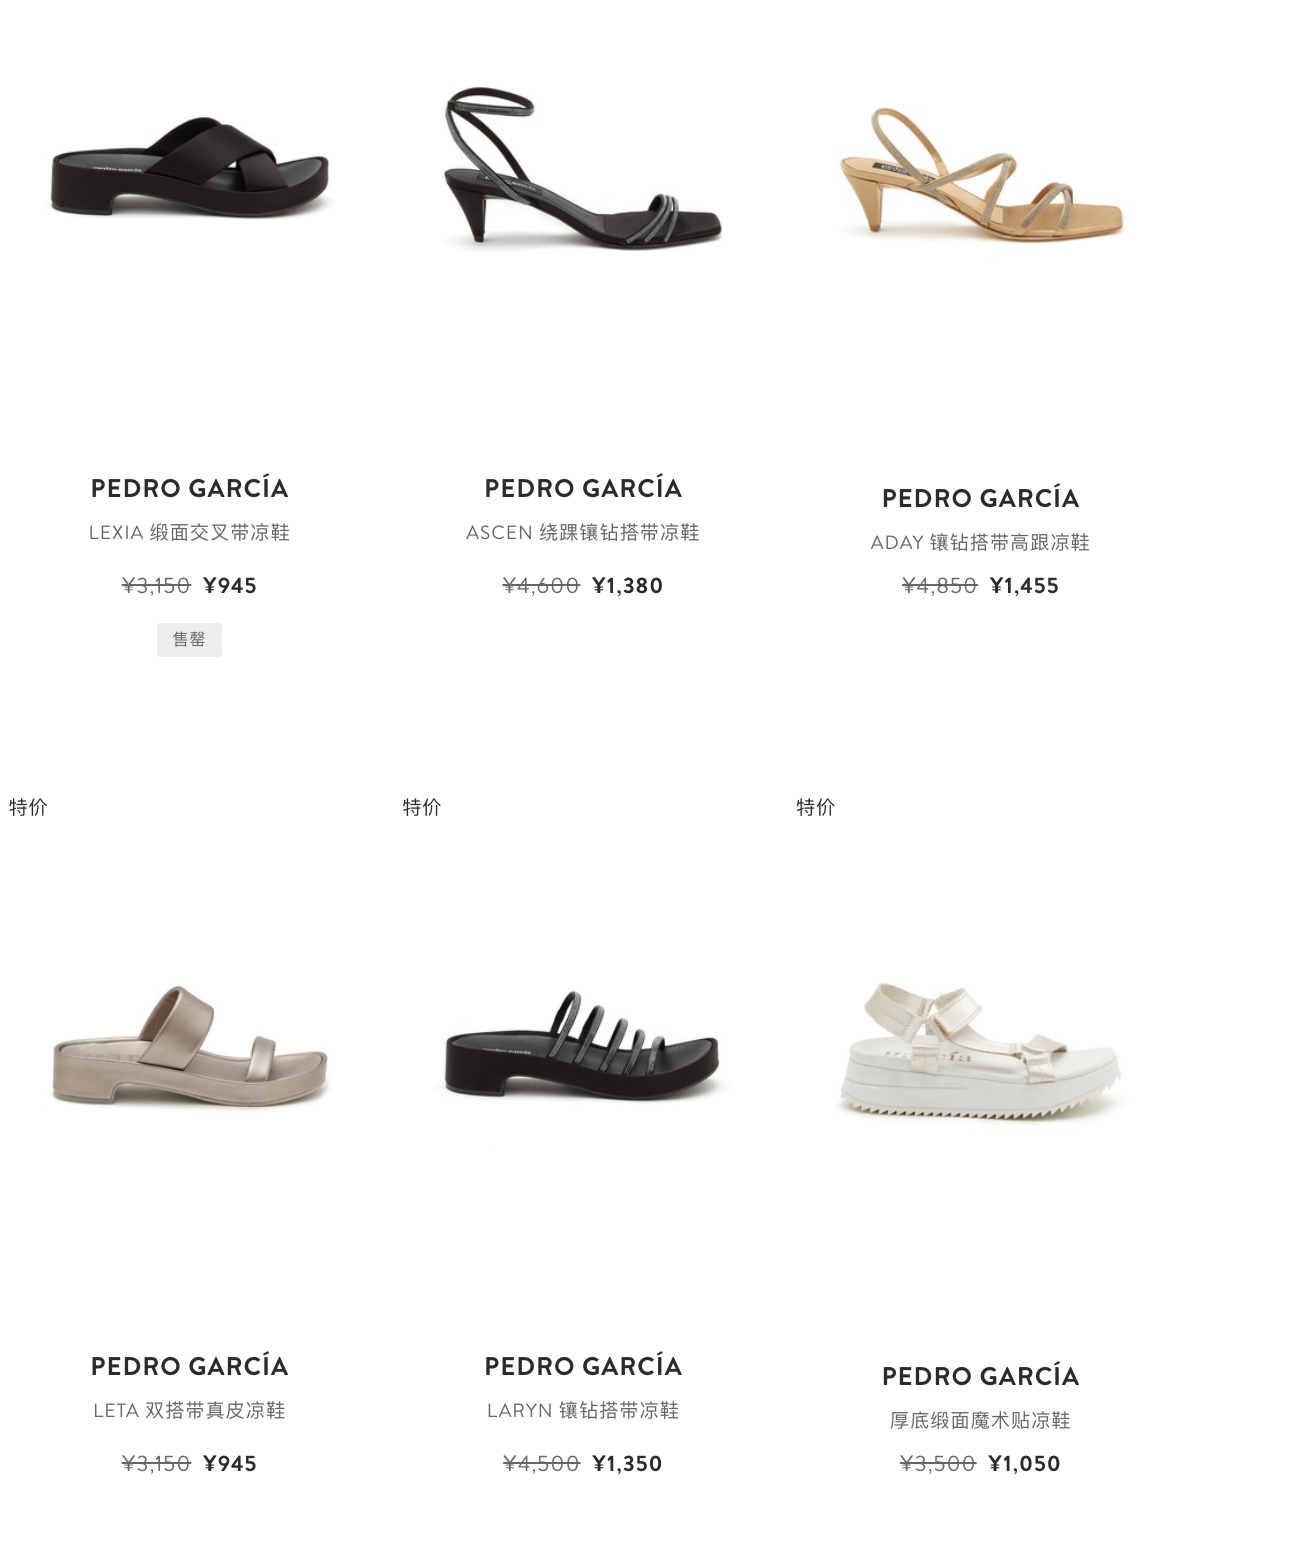 PEDRO GARCÍA
LEXIA 缎面交叉带凉鞋
¥3,150 ¥945
售罄
PEDRO GARCÍA
ASCEN 绕踝镶钻搭带凉鞋
¥4,600 ¥1,380
PEDRO GARCÍA
ADAY 镶钻搭带高跟凉鞋
¥4,850 ¥1,455
特价
PEDRO GARCÍA
LETA 双搭带真皮凉鞋
¥3,150 ¥945
特价
pedro garcía
PEDRO GARCÍA
LARYN 镶钻搭带凉鞋
¥4,500 ¥1,350
特价
PEDRO GARCÍA
厚底缎面魔术贴凉鞋
¥3,500 ¥1,050